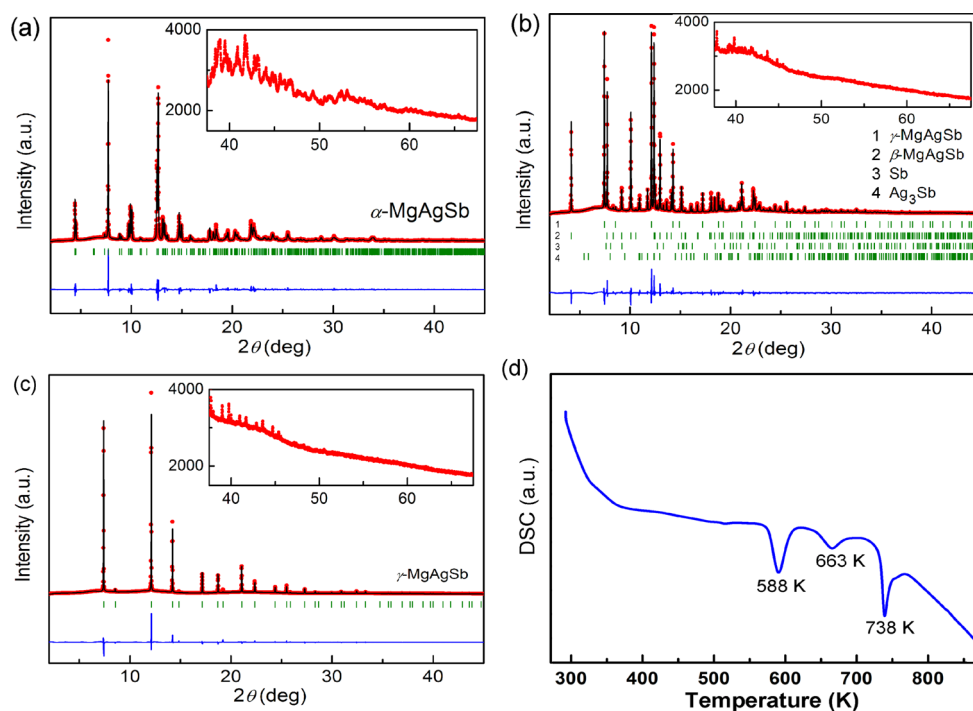 (a)
Intensity (a.u.)
4000
2000
40
50
60
α-MgAgSb
10
20
30
40
2θ (deg)
(b)
Intensity (a.u.)
4000
2000
40
50
60
1 γ-MgAgSb
2 β-MgAgSb
3 Sb
4 Ag₃Sb
1
2
3
4
10
20
30
40
2θ (deg)
(c)
Intensity (a.u.)
4000
2000
40
50
60
γ-MgAgSb
10
20
30
40
2θ (deg)
(d)
DSC (a.u.)
588 K
663 K
738 K
300
400
500
600
700
800
Temperature (K)